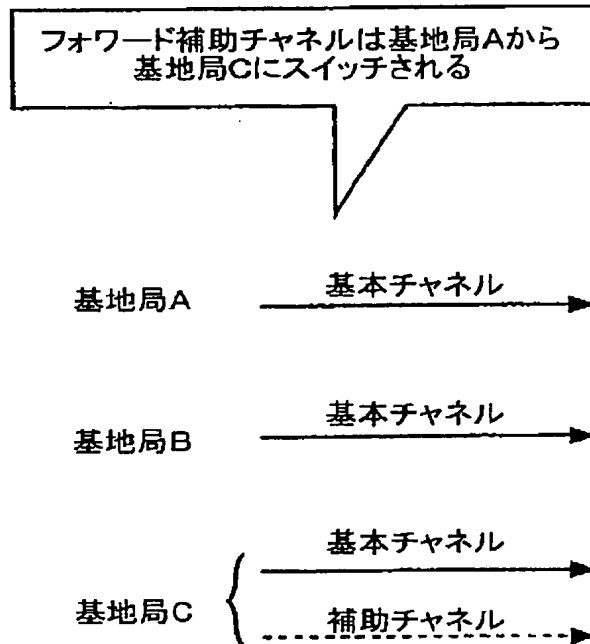 フォワード補助チャネルは基地局Aから
基地局Cにスイッチされる
基地局A
基本チャネル
基地局B
基本チャネル
基本チャネル
基地局C
補助チャネル